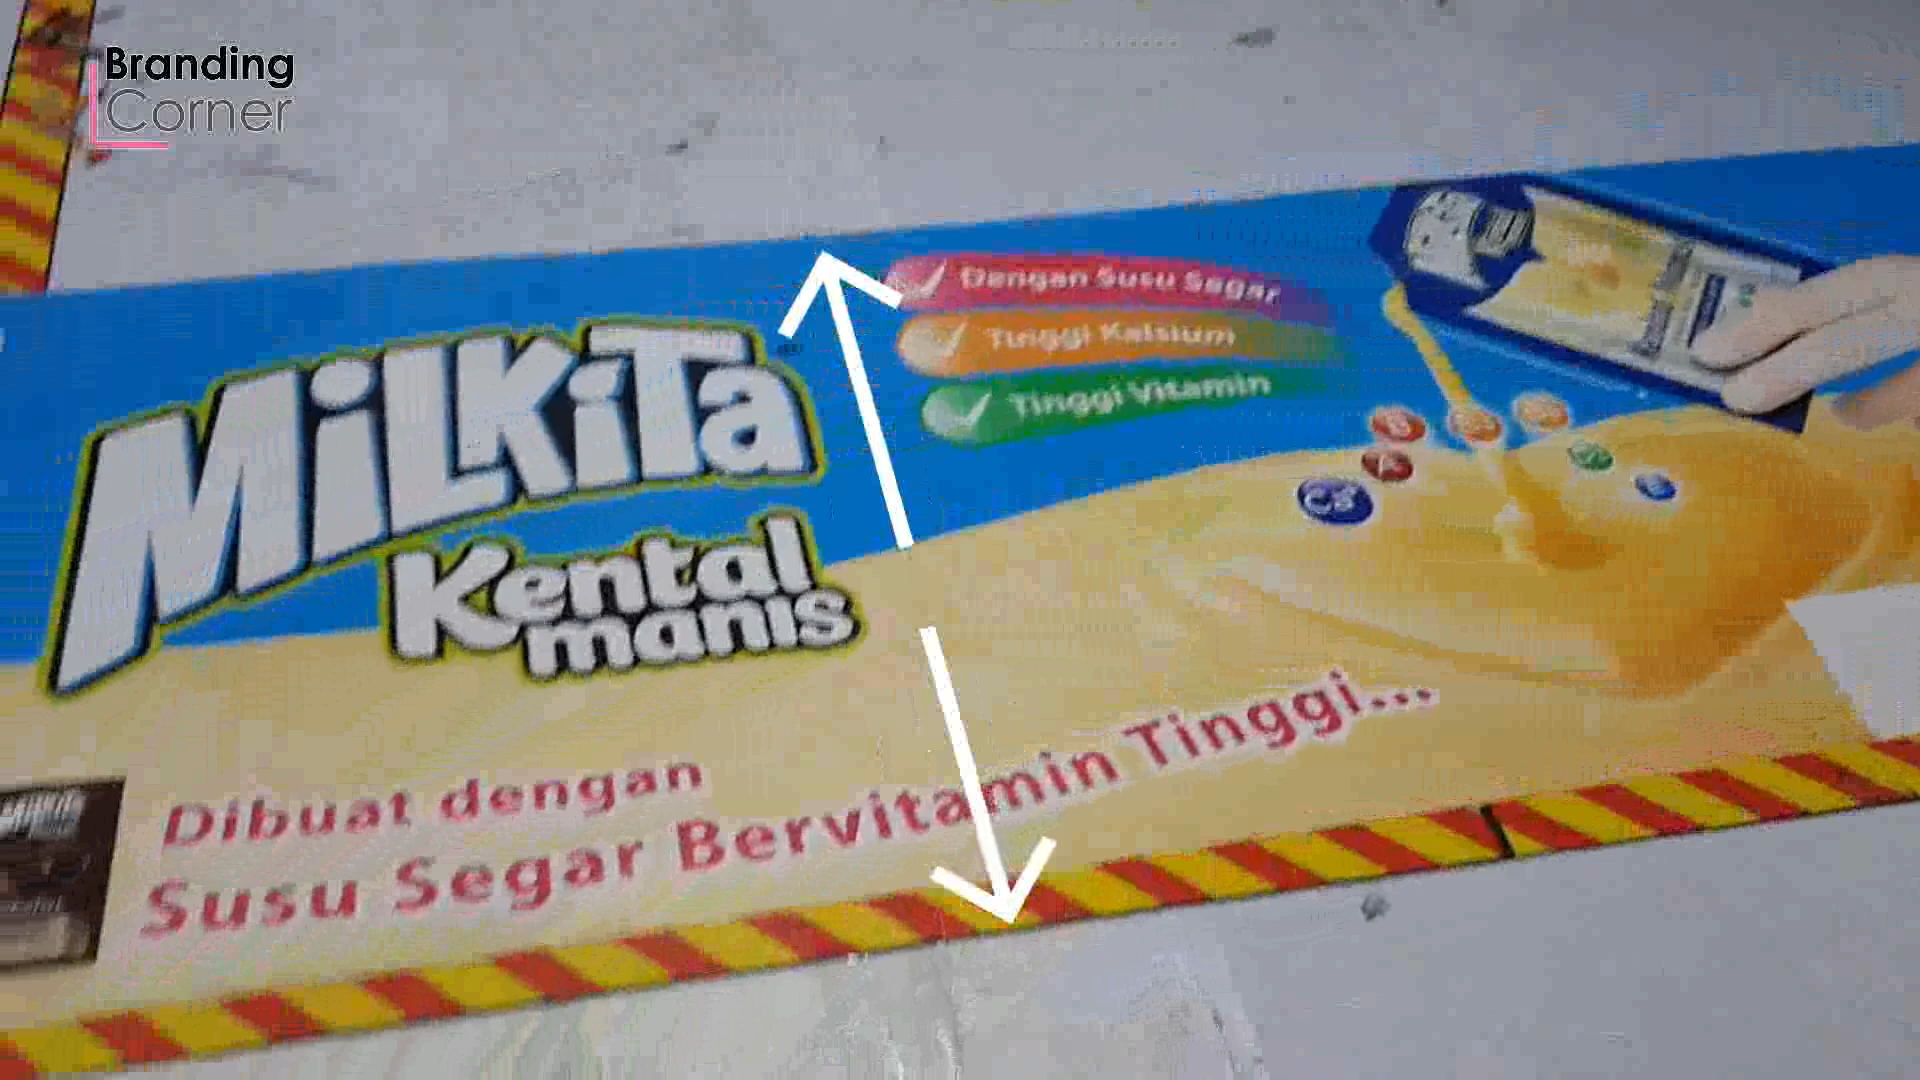 Branding
Corner
Dengan Susu Segar
Tinggi Kalsium
Tinggi Vitamin
MiLKiTa
Kental
manis
Dibuat dengan
Susu Segar Bervitamin Tinggi...